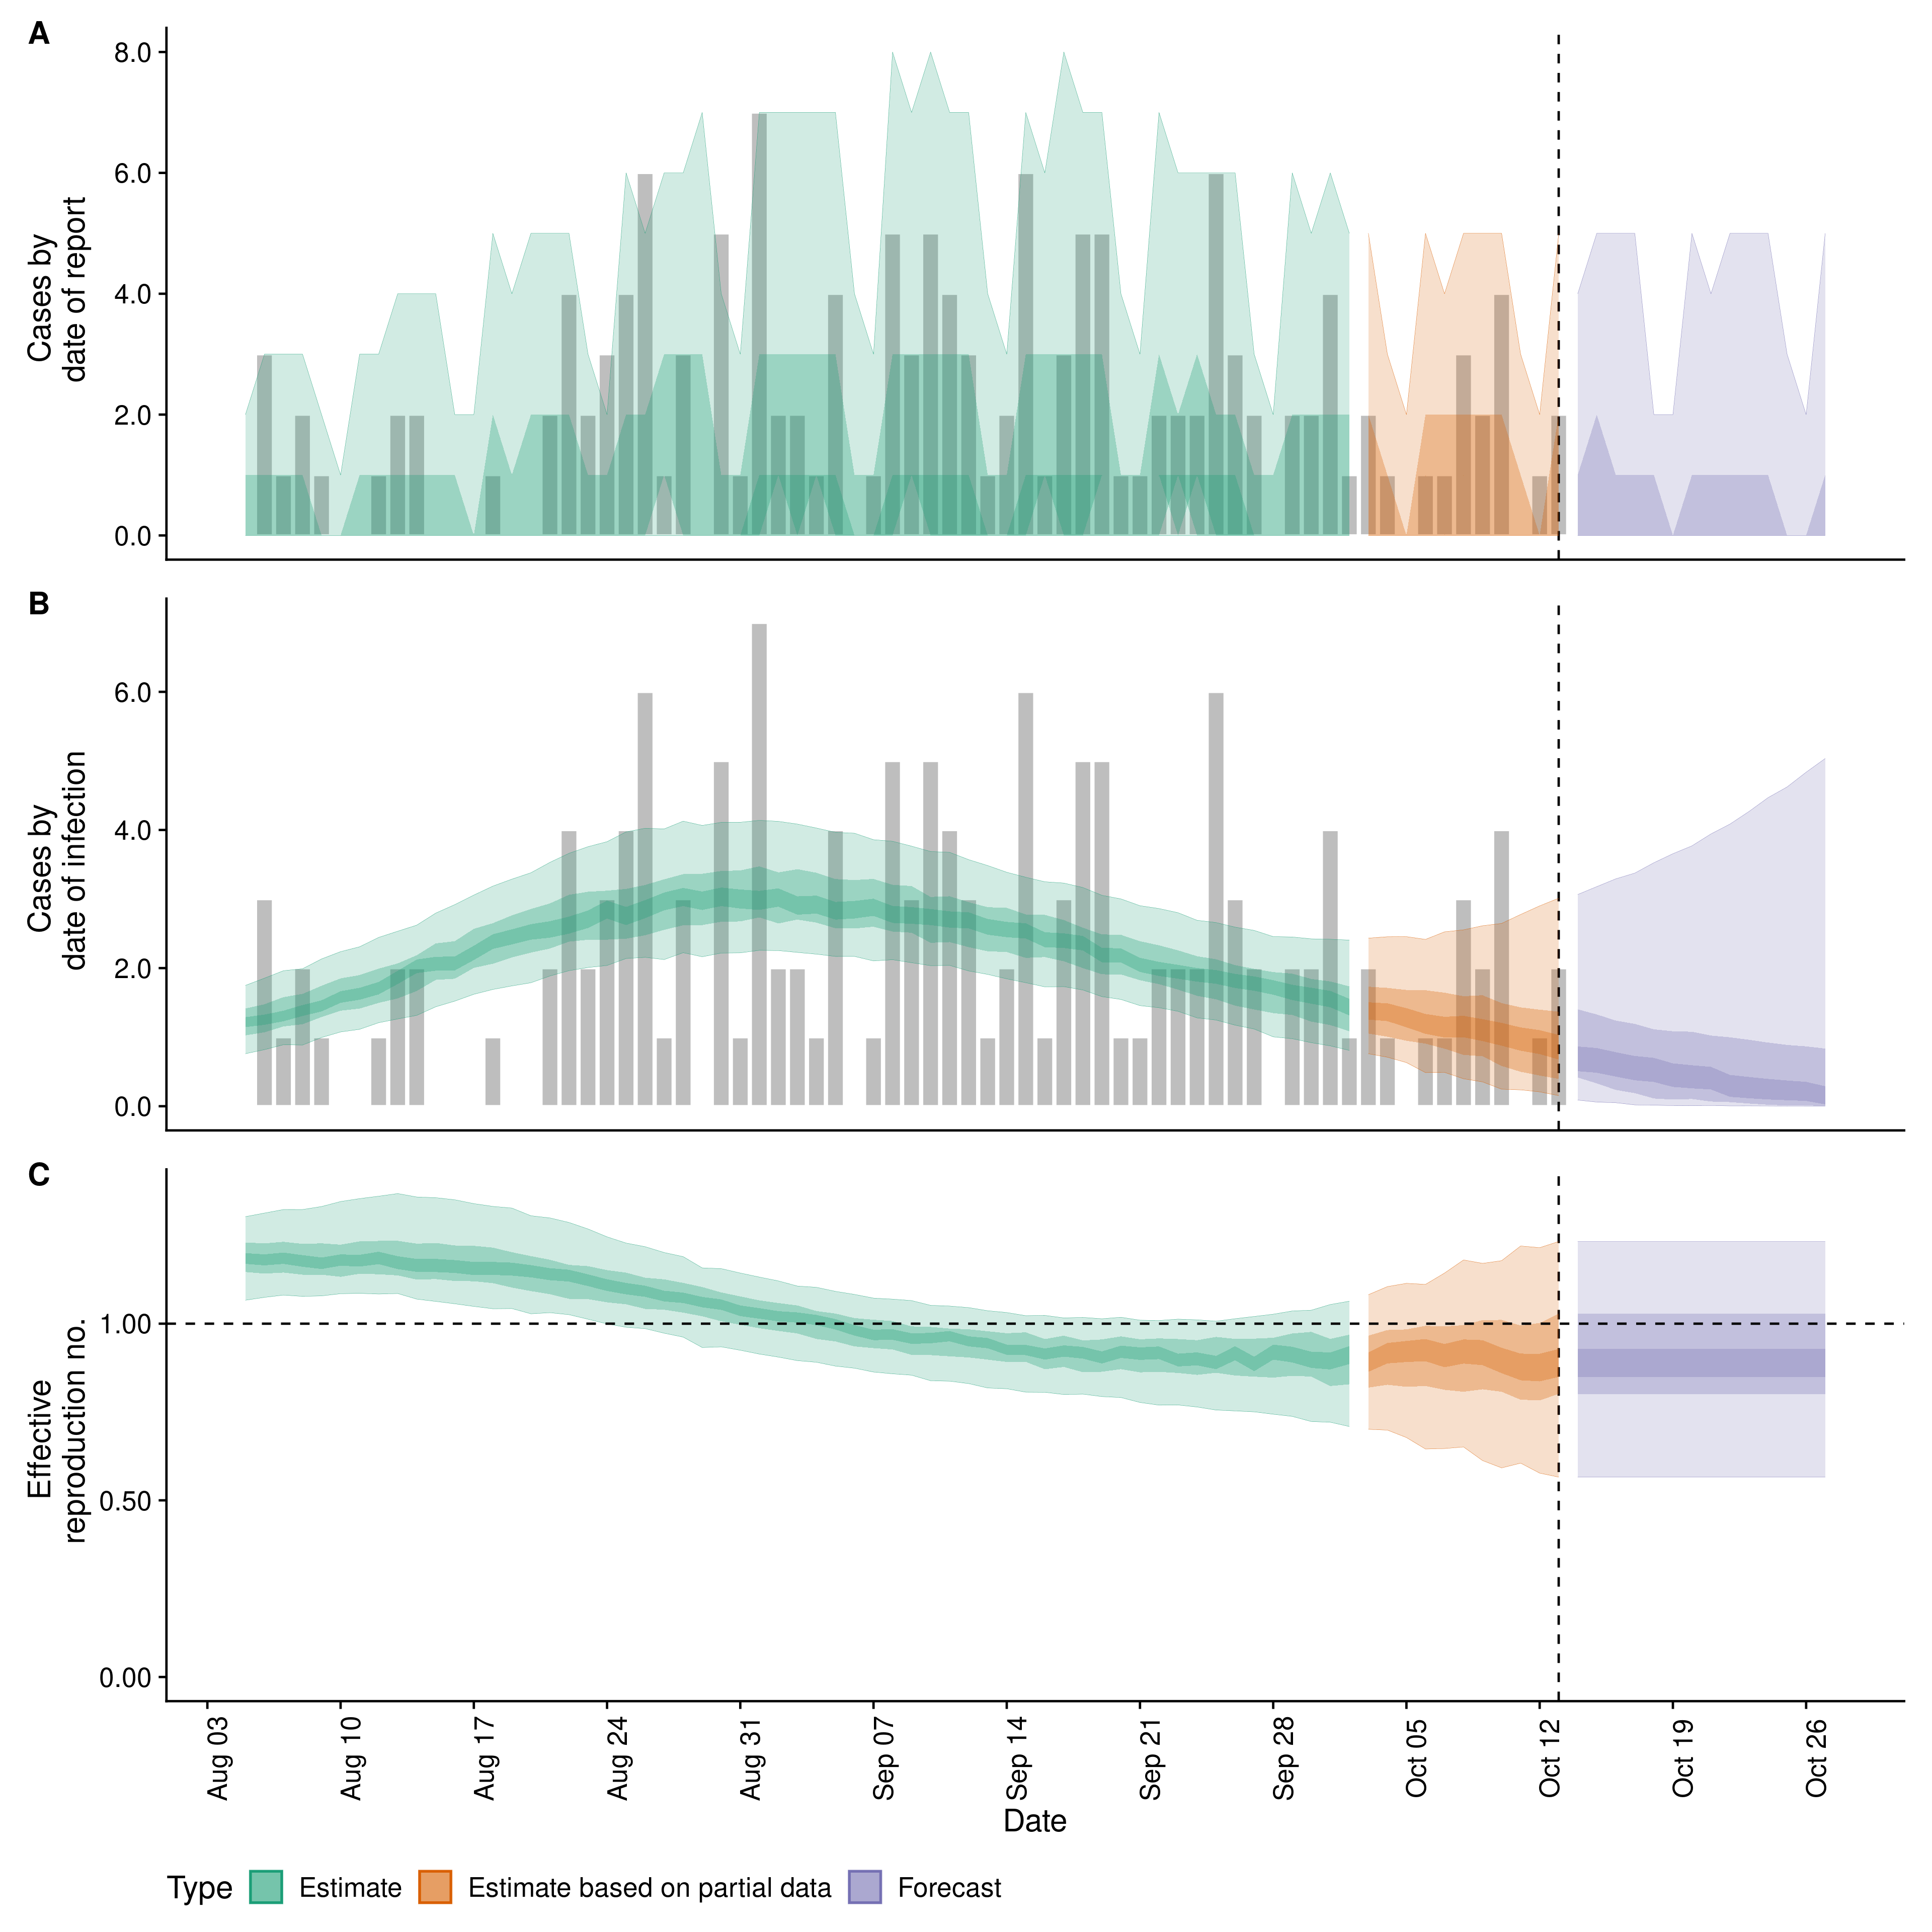 A
8.0
6.0
4.0
2.0
0.0
Cases by
date of report
B
6.0
4.0
2.0
0.0
Cases by
date of infection
C
1.00
0.50
0.00
Effective
reproduction no.
Aug 03
Aug 10
Aug 17
Aug 24
Aug 31
Sep 07
Sep 14
Sep 21
Sep 28
Oct 05
Oct 12
Oct 19
Oct 26
Date
Type Estimate Estimate based on partial data Forecast